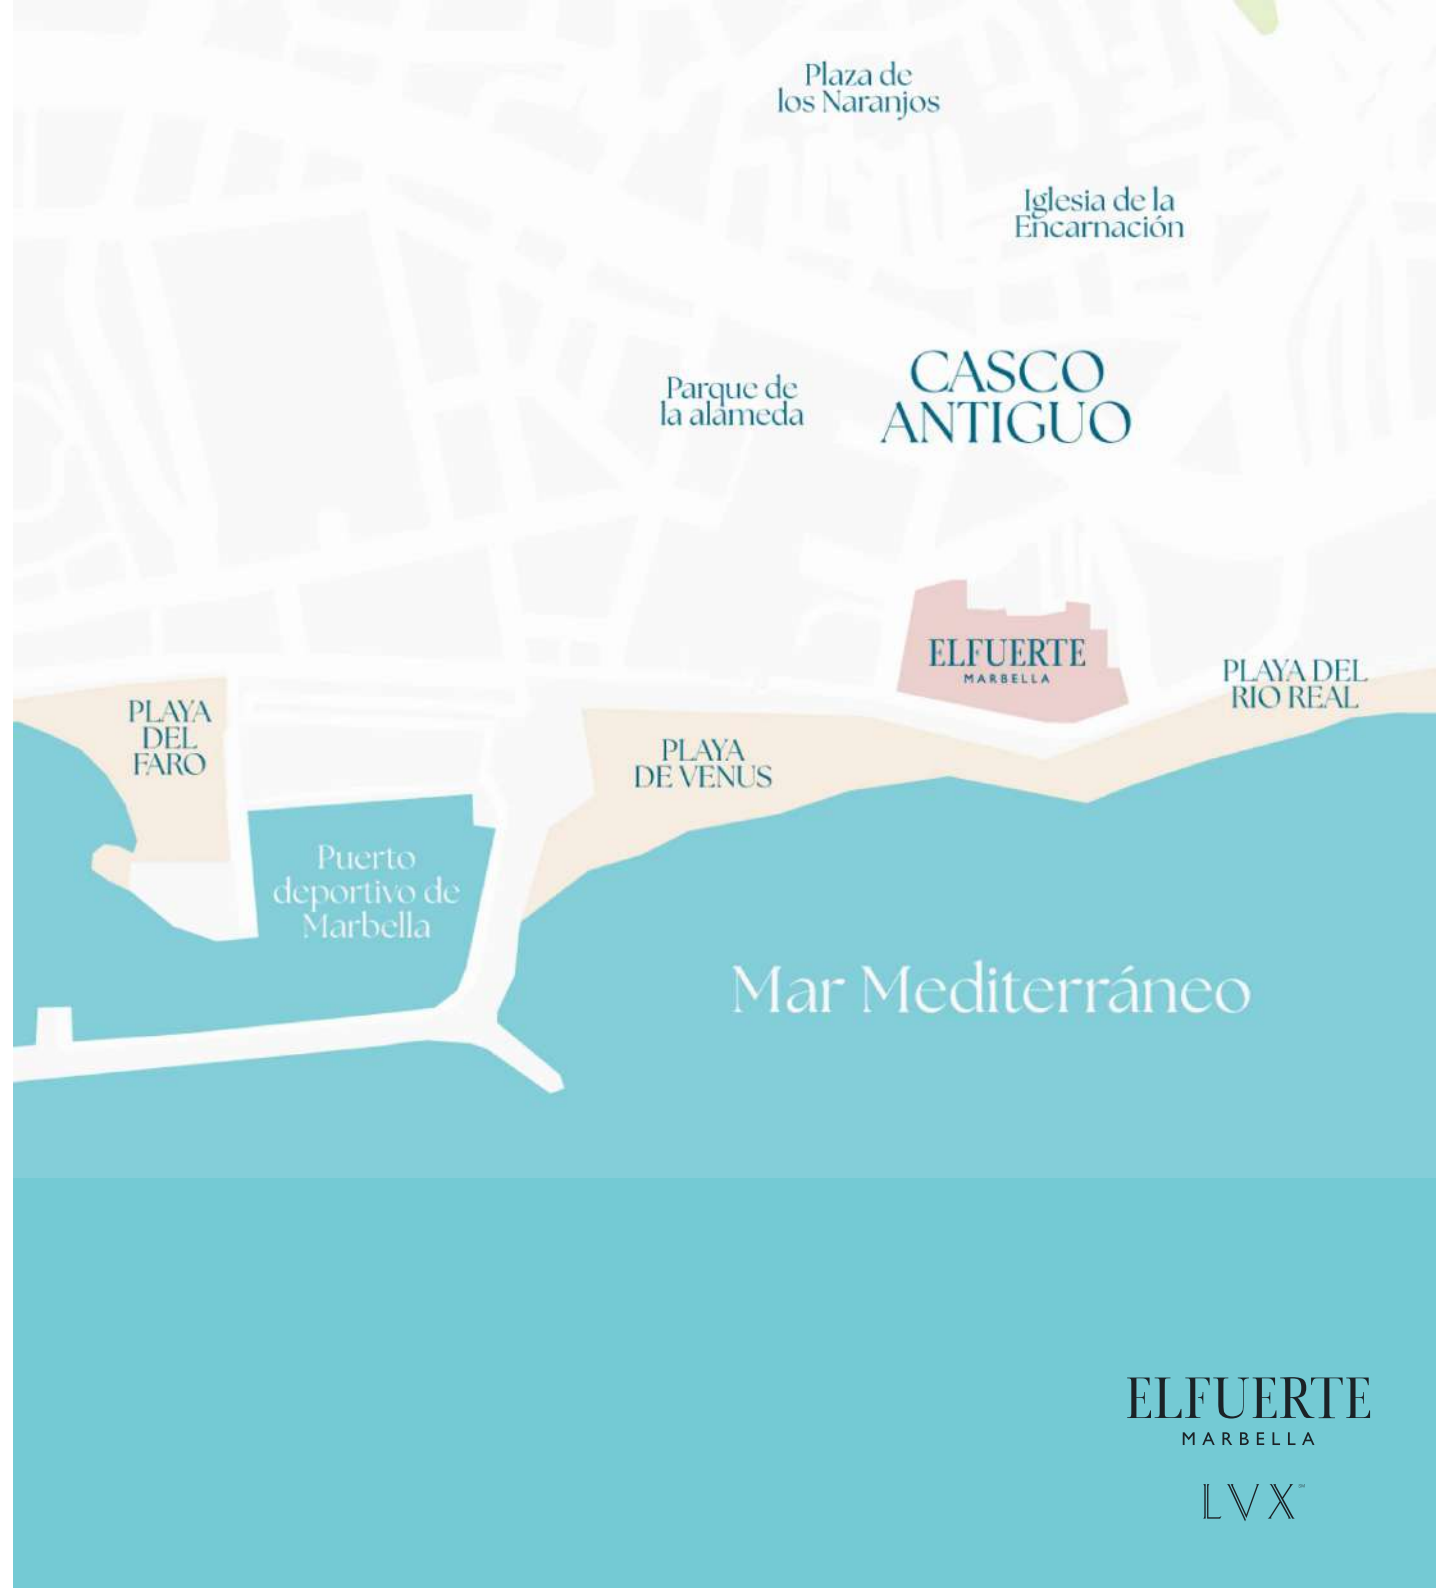 Plaza de
los Naranjos
Iglesia de la
Encarnación
Parque de
la alameda
CASCO
ANTIGUO
ELFUERTE
MARBELLA
PLAYA DEL
RIO REAL
PLAYA
DEL
FARO
PLAYA
DE VENUS
Puerto
deportivo de
Marbella
Mar Mediterráneo
ELFUERTE
MARBELLA
LVX™